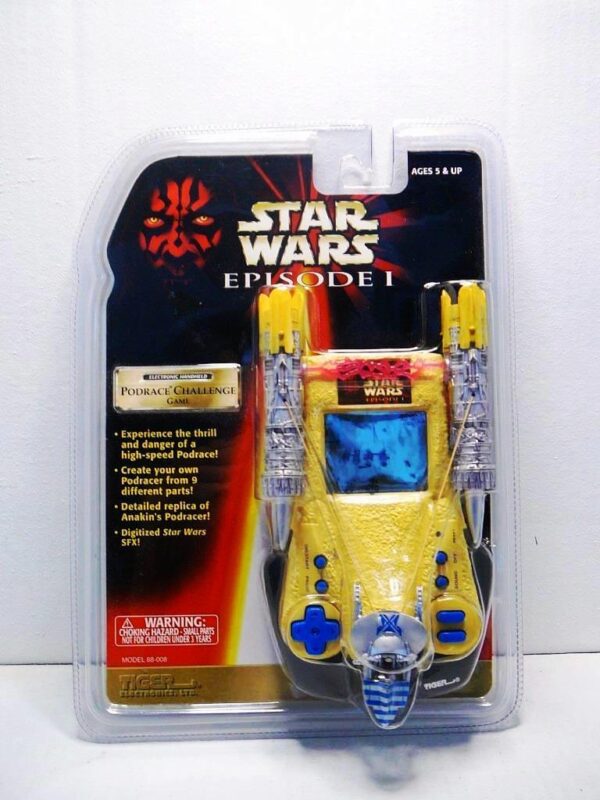 AGES 5 & UP
STAR
WARS
EPISODE I
ELECTRONIC HANDHELD
PODRACE CHALLENGE
GAME
• Experience the thrill
and danger of a
high-speed Podrace!
• Create your own
Podracer from 9
different parts!
• Detailed replica of
Anakin's Podracer!
• Digitized Star Wars
SFX!
STAR
WARS
EPISODE I
SOUND
OFF
WARNING:
CHOKING HAZARD - SMALL PARTS
NOT FOR CHILDREN UNDER 3 YEARS
MODEL 88-008
TIGER
ELECTRONICS LTD.
TIGER